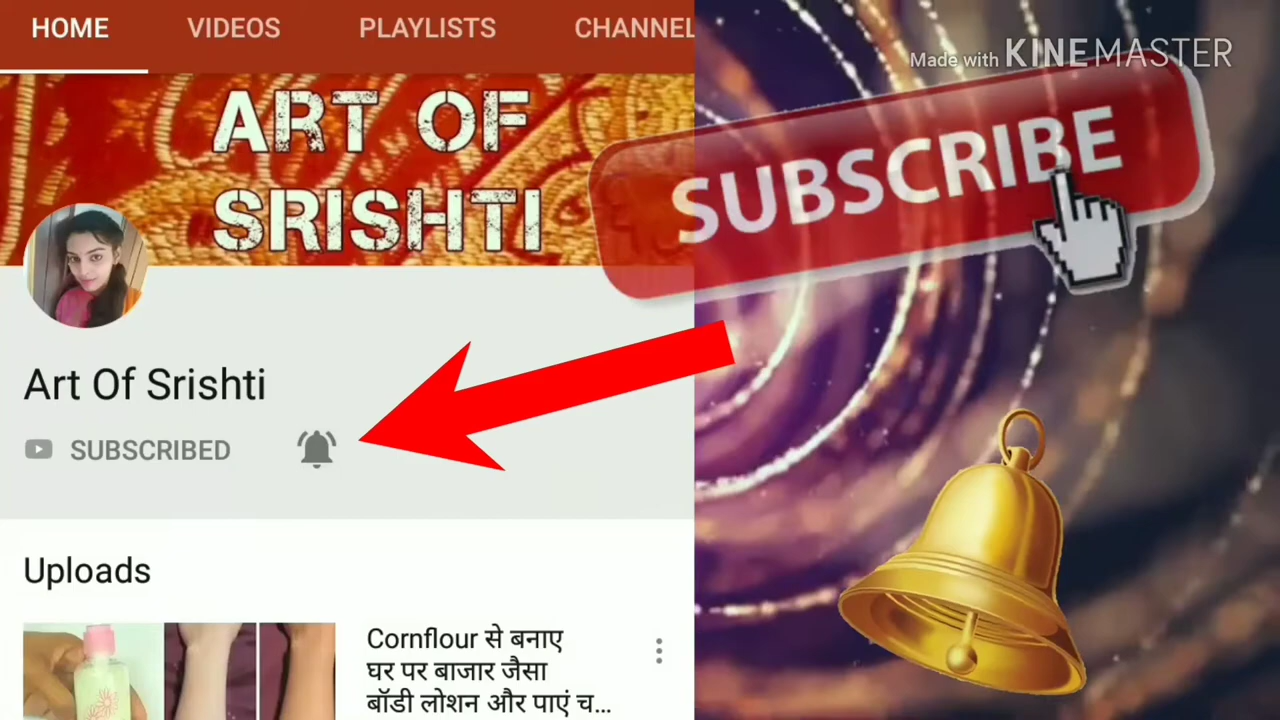 HOME VIDEOS PLAYLISTS CHANNEL
Made with KINEMASTER
ART OF
SRISHTI
SUBSCRIBE
Art Of Srishti
SUBSCRIBED
Uploads
Cornflour से बनाए
घर पर बाजार जैसा
बॉडी लोशन और पाएं च...